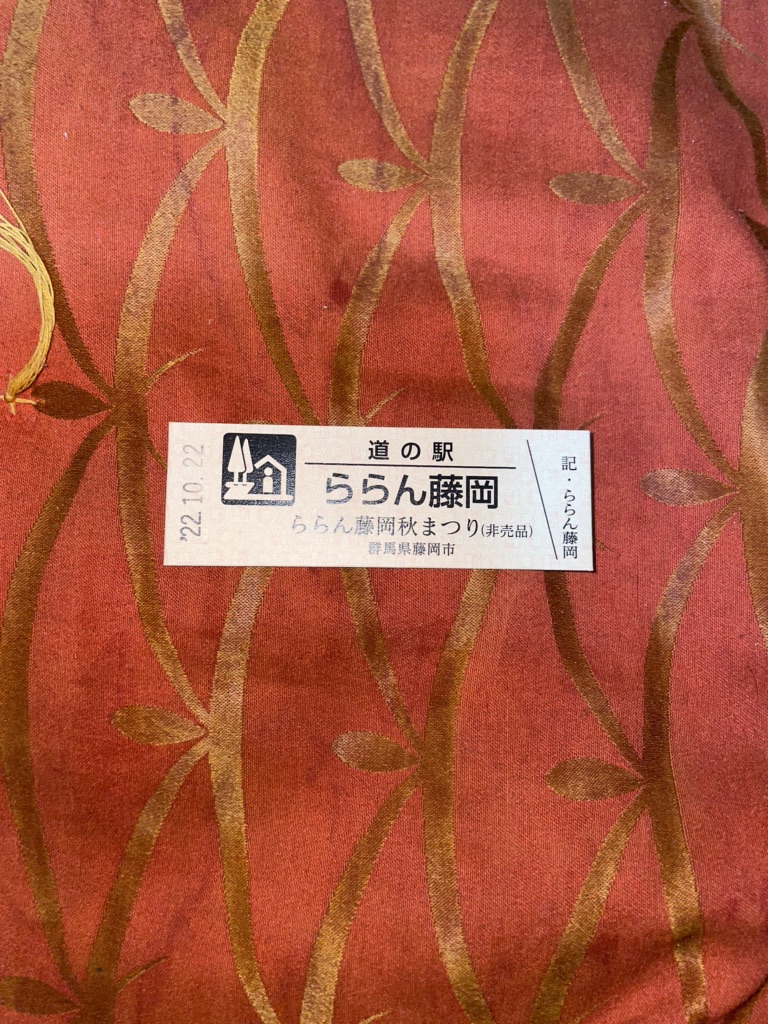 '22.10.22
道の駅
ららん藤岡
ららん藤岡秋まつり(非売品)
群馬県藤岡市
記・ららん藤岡